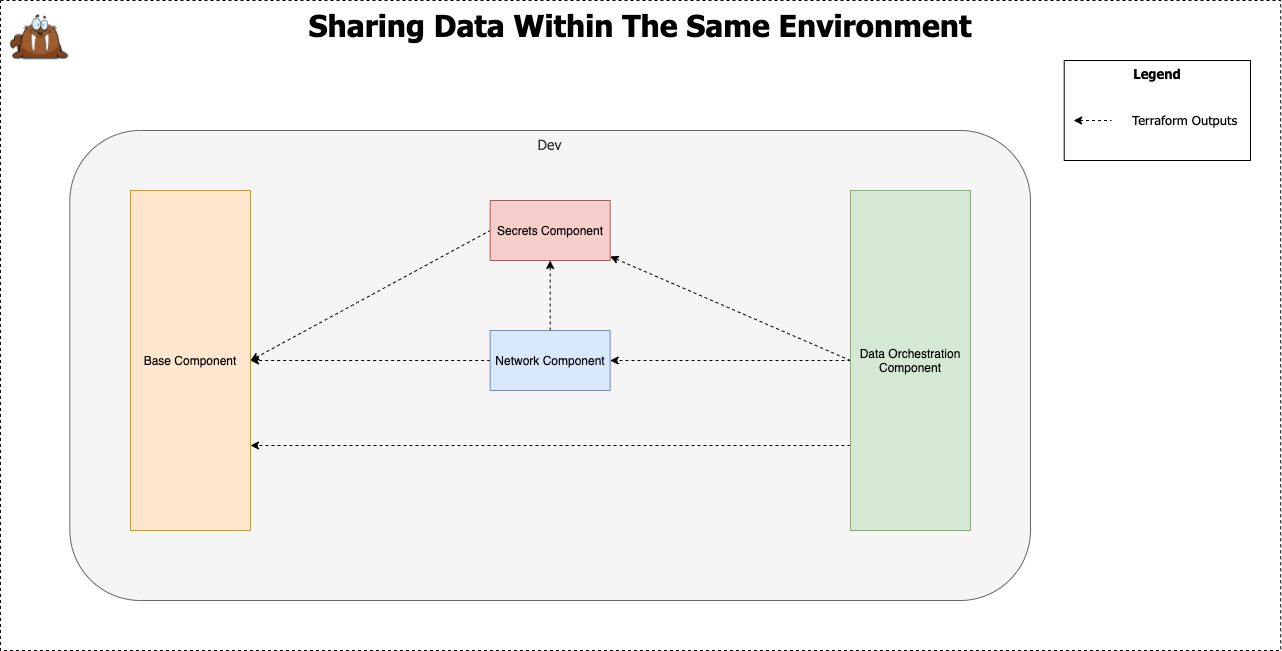 Sharing Data Within The Same Environment
Legend
Terraform Outputs
Dev
Secrets Component
Base Component
Network Component
Data Orchestration
Component